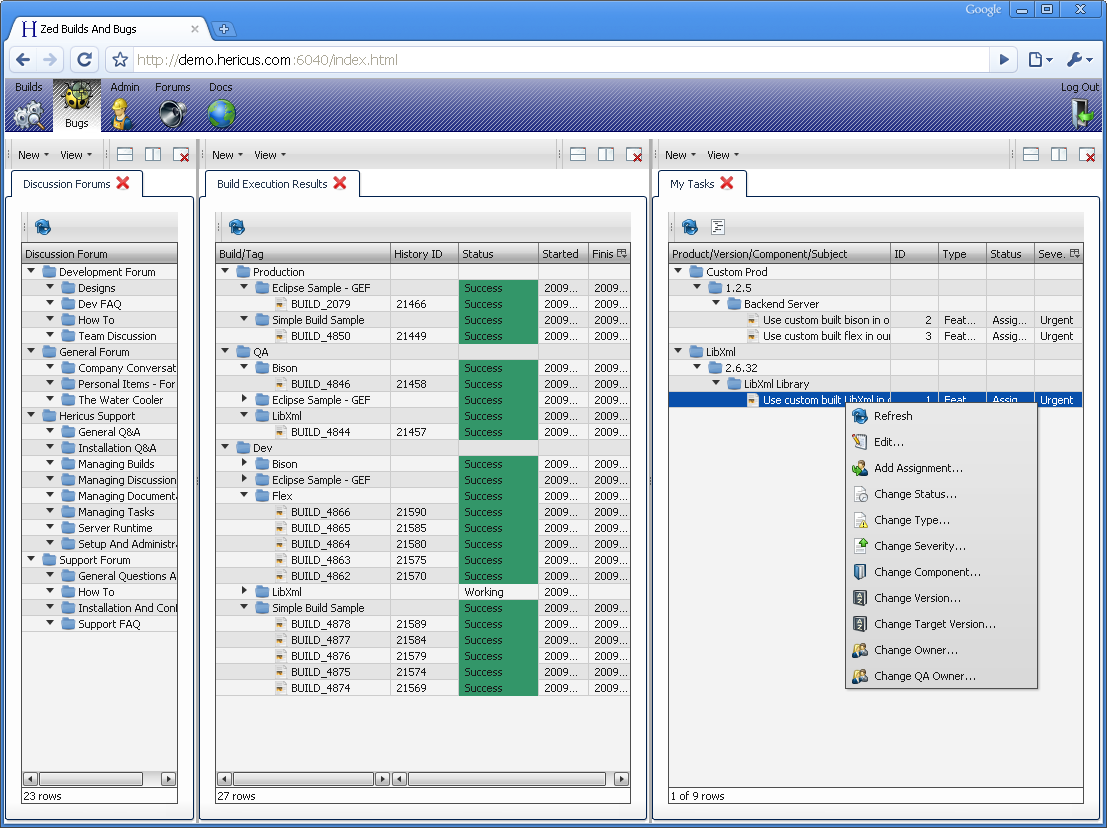 Google
Zed Builds And Bugs
http://demo.hericus.com:6040/index.html
Builds
Bugs
Admin
Forums
Docs
Log Out
New
View
Discussion Forums
Discussion Forum
Development Forum
Designs
Dev FAQ
How To
Team Discussion
General Forum
Company Conversat
Personal Items - For
The Water Cooler
Hericus Support
General Q&A
Installation Q&A
Managing Builds
Managing Discussion
Managing Document
Managing Tasks
Server Runtime
Setup And Administr
Support Forum
General Questions A
How To
Installation And Conf
Support FAQ
23 rows
New
View
Build Execution Results
Build/Tag History ID Status Started Finis
Production
Eclipse Sample - GEF Success 2009... 2009...
BUILD_2079 21466 Success 2009... 2009...
Simple Build Sample Success 2009... 2009...
BUILD_4850 21449 Success 2009... 2009...
QA
Bison Success 2009... 2009...
BUILD_4846 21458 Success 2009... 2009...
Eclipse Sample - GEF Success 2009... 2009...
LibXml Success 2009... 2009...
BUILD_4844 21457 Success 2009... 2009...
Dev
Bison Success 2009... 2009...
Eclipse Sample - GEF Success 2009... 2009...
Flex Success 2009... 2009...
BUILD_4866 21590 Success 2009... 2009...
BUILD_4865 21585 Success 2009... 2009...
BUILD_4864 21580 Success 2009... 2009...
BUILD_4863 21575 Success 2009... 2009...
BUILD_4862 21570 Success 2009... 2009...
LibXml Working 2009...
Simple Build Sample Success 2009... 2009...
BUILD_4878 21589 Success 2009... 2009...
BUILD_4877 21584 Success 2009... 2009...
BUILD_4876 21579 Success 2009... 2009...
BUILD_4875 21574 Success 2009... 2009...
BUILD_4874 21569 Success 2009... 2009...
27 rows
New
View
My Tasks
Product/Version/Component/Subject ID Type Status Seve.
Custom Prod
1.2.5
Backend Server
Use custom built bison in o 2 Feat... Assig... Urgent
Use custom built flex in our 3 Feat... Assig... Urgent
LibXml
2.6.32
LibXml Library
Use custom built LibXml in o 1 Feat... Assig... Urgent
Refresh
Edit...
Add Assignment...
Change Status...
Change Type...
Change Severity...
Change Component...
Change Version...
Change Target Version...
Change Owner...
Change QA Owner...
1 of 9 rows